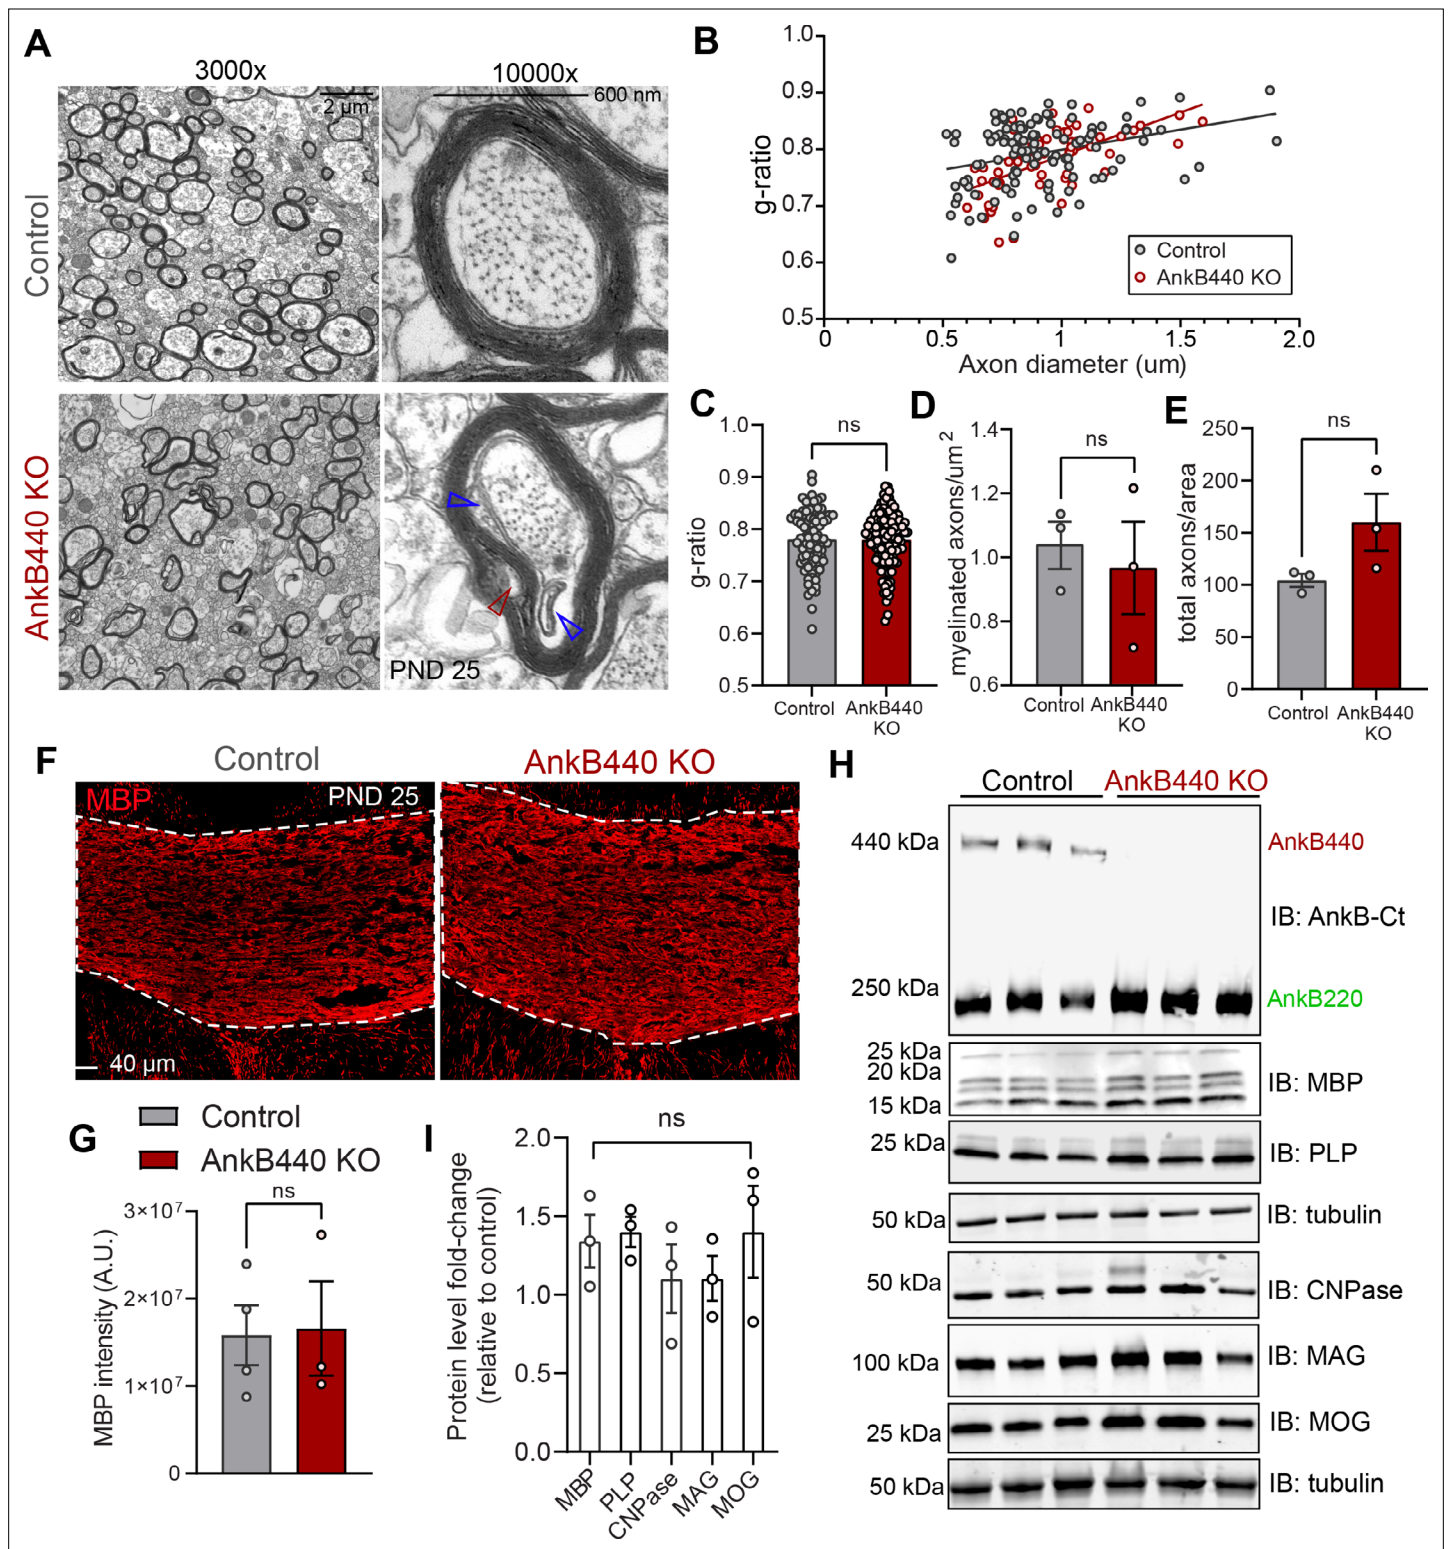 A
3000x
10000x
Control
2 µm
600 nm
AnkB440 KO
PND 25
B
g-ratio
1.0
0.9
0.8
0.7
0.6
0.5
0
0.5
1
1.5
2.0
Axon diameter (um)
Control
AnkB440 KO
C
g-ratio
1.0
0.9
0.8
0.7
0.6
0.5
ns
Control
AnkB440
KO
D
myelinated axons/um²
1.4
1.2
1.0
0.8
0.6
ns
Control
AnkB440
KO
E
total axons/area
250
200
150
100
50
0
ns
Control
AnkB440
KO
F
Control
AnkB440 KO
MBP
PND 25
40 µm
G
Control
AnkB440 KO
MBP intensity (A.U.)
3×10⁷
2×10⁷
1×10⁷
0
ns
H
Control
AnkB440 KO
440 kDa
AnkB440
IB: AnkB-Ct
250 kDa
AnkB220
25 kDa
20 kDa
15 kDa
IB: MBP
25 kDa
IB: PLP
50 kDa
IB: tubulin
50 kDa
IB: CNPase
100 kDa
IB: MAG
25 kDa
IB: MOG
50 kDa
IB: tubulin
I
Protein level fold-change
(relative to control)
2.0
1.5
1.0
0.5
0.0
ns
MBP
PLP
CNPase
MAG
MOG